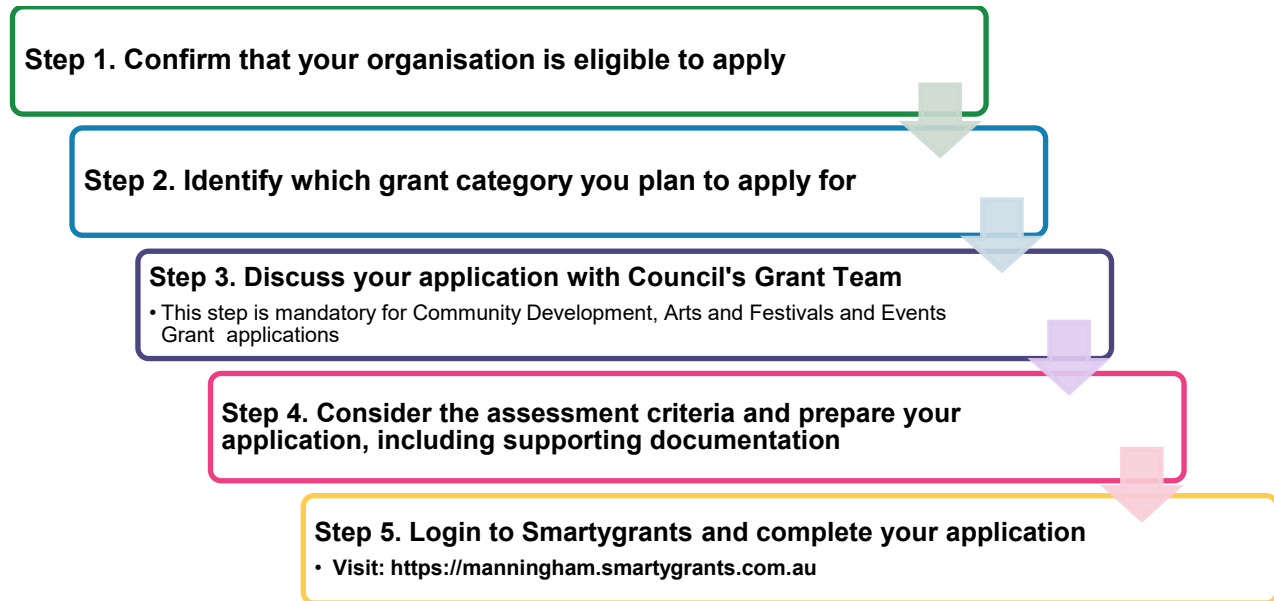 Step 1. Confirm that your organisation is eligible to apply
Step 2. Identify which grant category you plan to apply for
Step 3. Discuss your application with Council's Grant Team
• This step is mandatory for Community Development, Arts and Festivals and Events
Grant applications
Step 4. Consider the assessment criteria and prepare your
application, including supporting documentation
Step 5. Login to Smartygrants and complete your application
• Visit: https://manningham.smartygrants.com.au